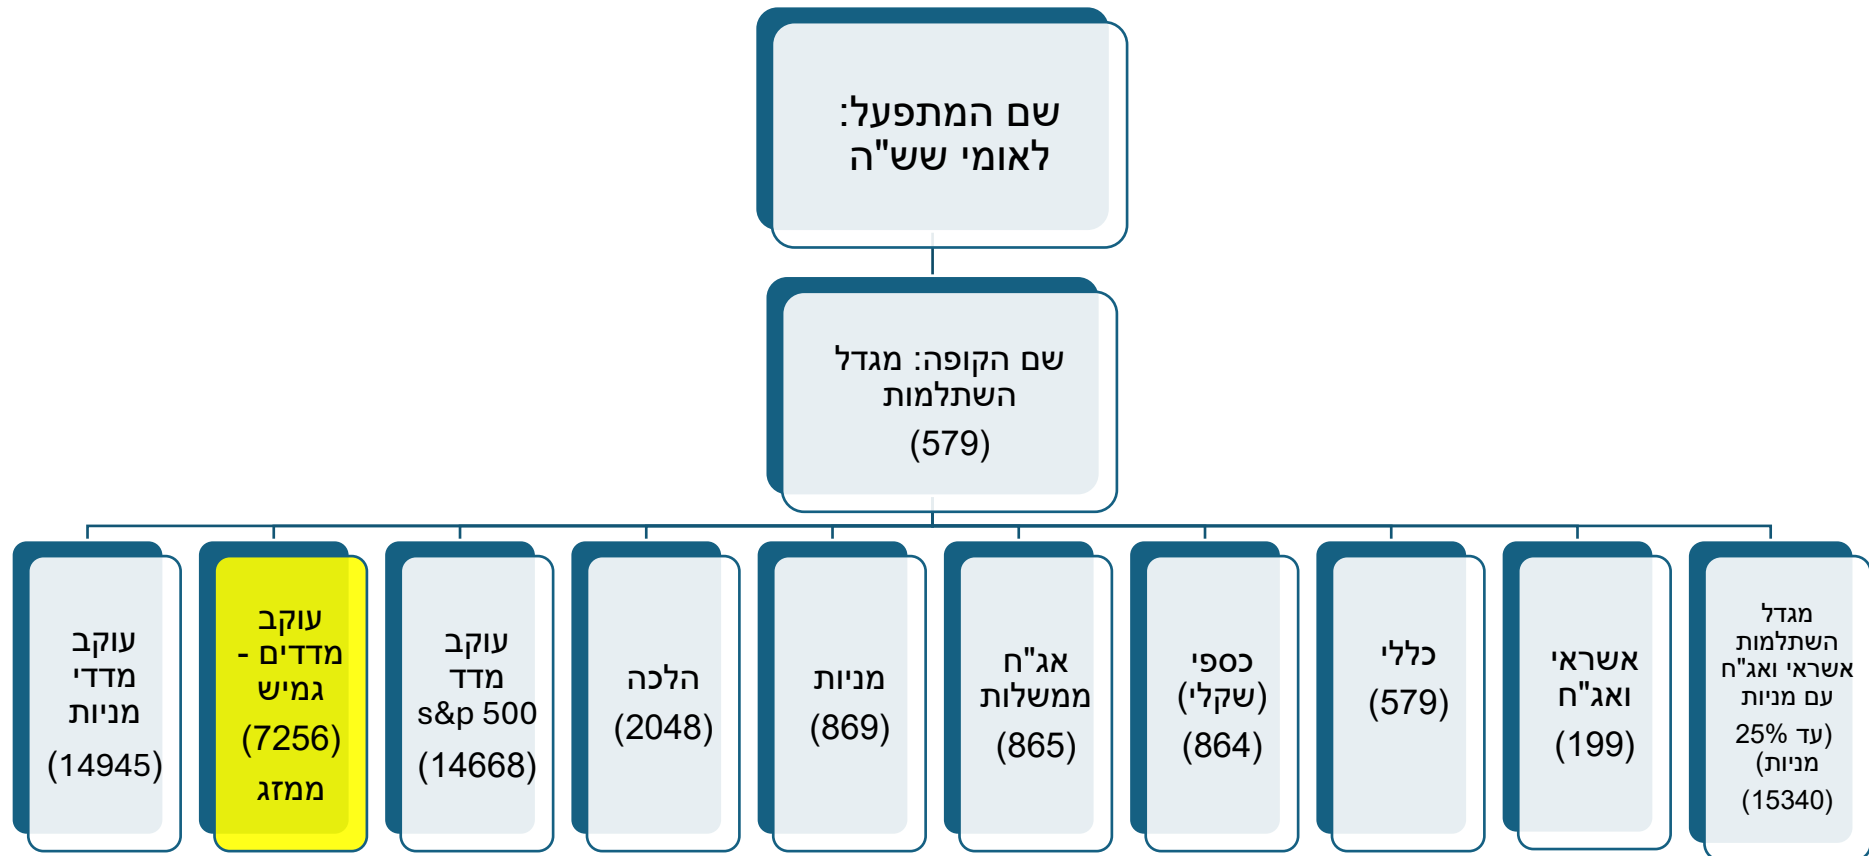 שם המתפעל:
לאומי שש"ה
שם הקופה: מגדל
השתלמות
(579)
מגדל
השתלמות
אשראי ואג"ח
עם מניות
(עד 25%
מניות)
(15340)
אשראי
ואג"ח
(199)
כללי
(579)
כספי
(שקלי)
(864)
אג"ח
ממשלות
(865)
מניות
(869)
הלכה
(2048)
עוקב
מדד
s&p 500
(14668)
עוקב
מדדים -
גמיש
(7256)
ממזג
עוקב
מדדי
מניות
(14945)